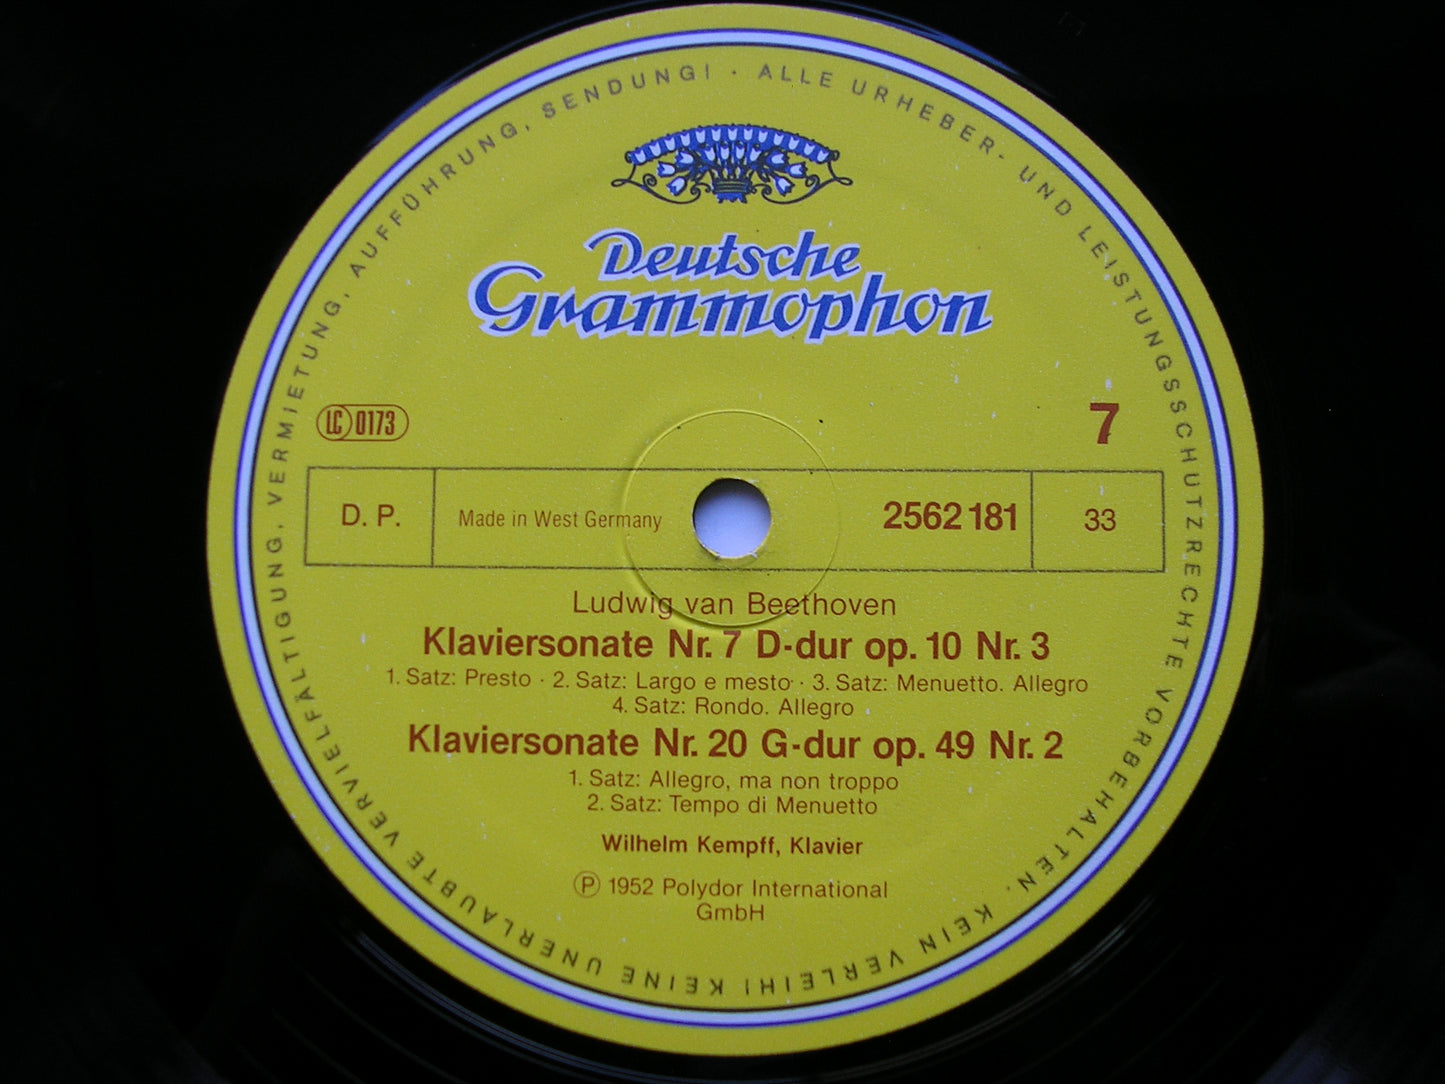 ALLE URHEBER- UND LEISTUNGSSCHUTZRECHTE VORBEHALTEN. KEIN VERLEIH! KEINE UNERLAUBTE VERVIELFÄLTIGUNG, VERMIETUNG, AUFFÜHRUNG, SENDUNG! ·
Deutsche
Grammophon
LC 0173
7
D. P.
Made in West Germany
2562 181
33
Ludwig van Beethoven
Klaviersonate Nr. 7 D-dur op. 10 Nr. 3
1. Satz: Presto · 2. Satz: Largo e mesto · 3. Satz: Menuetto. Allegro
4. Satz: Rondo. Allegro
Klaviersonate Nr. 20 G-dur op. 49 Nr. 2
1. Satz: Allegro, ma non troppo
2. Satz: Tempo di Menuetto
Wilhelm Kempff, Klavier
Ⓟ 1952 Polydor International
GmbH